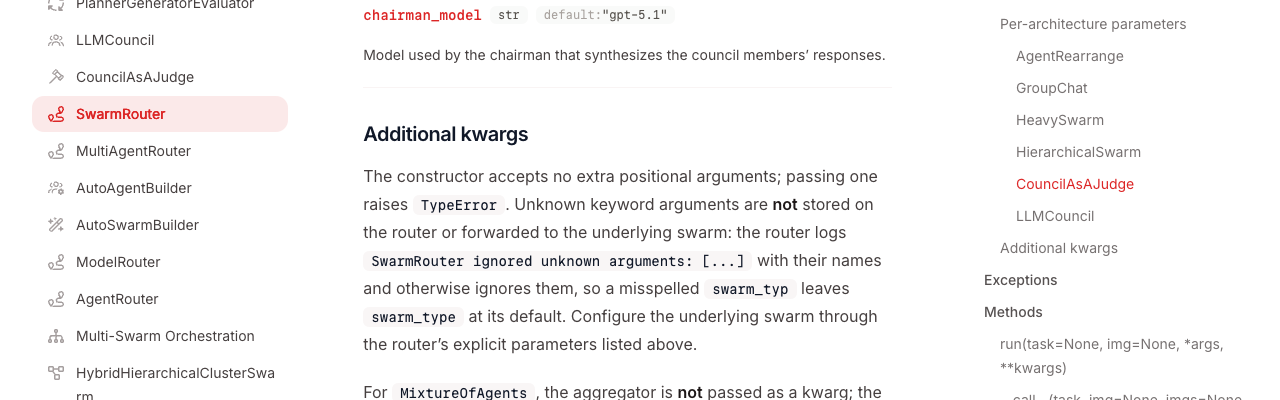 PlannerGeneratorEvaluator
LLMCouncil
CouncilAsAJudge
SwarmRouter
MultiAgentRouter
AutoAgentBuilder
AutoSwarmBuilder
ModelRouter
AgentRouter
Multi-Swarm Orchestration
HybridHierarchicalClusterSwa
rm
chairman_model str default:"gpt-5.1"
Model used by the chairman that synthesizes the council members’ responses.
Additional kwargs
The constructor accepts no extra positional arguments; passing one
raises TypeError . Unknown keyword arguments are not stored on
the router or forwarded to the underlying swarm: the router logs
SwarmRouter ignored unknown arguments: [...] with their names
and otherwise ignores them, so a misspelled swarm_typ leaves
swarm_type at its default. Configure the underlying swarm through
the router’s explicit parameters listed above.
For MixtureOfAgents , the aggregator is not passed as a kwarg; the
Per-architecture parameters
AgentRearrange
GroupChat
HeavySwarm
HierarchicalSwarm
CouncilAsAJudge
LLMCouncil
Additional kwargs
Exceptions
Methods
run(task=None, img=None, *args,
**kwargs)
__call__(task, img=None, imgs=None,